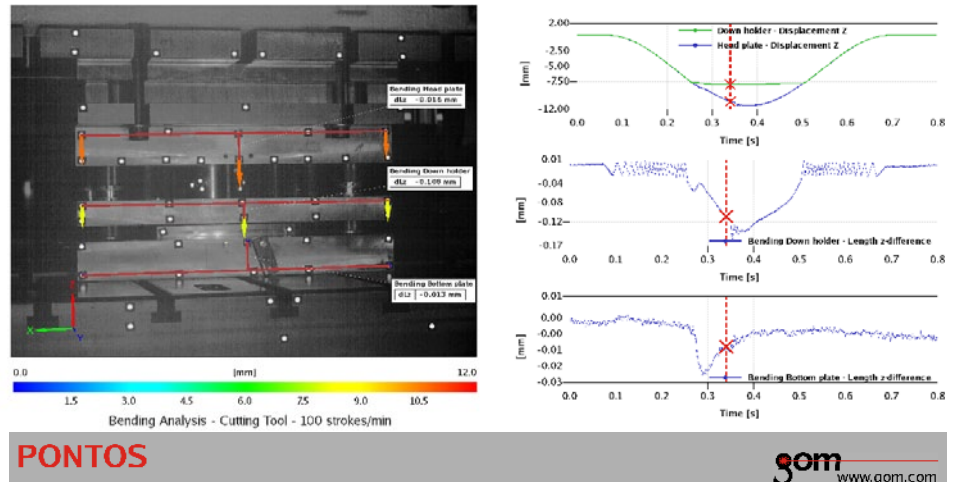 Bending Head plate
dLz -0.016 mm
Bending Down holder
dLz -0.109 mm
Bending Bottom plate
dLz -0.013 mm
X
Y
0.0 [mm] 12.0
1.5 3.0 4.5 6.0 7.5 9.0 10.5
Bending Analysis - Cutting Tool - 100 strokes/min
2.00
-2.50
-5.00
-7.50
-12.00
[mm]
Down holder - Displacement Z
Head plate - Displacement Z
0.0 0.1 0.2 0.3 0.4 0.5 0.6 0.7 0.8
Time [s]
0.01
-0.04
-0.08
-0.12
-0.17
[mm]
Bending Down holder - Length z-difference
0.0 0.1 0.2 0.3 0.4 0.5 0.6 0.7 0.8
Time [s]
0.01
0.00
-0.00
-0.01
-0.02
-0.03
[mm]
Bending Bottom plate - Length z-difference
0.0 0.1 0.2 0.3 0.4 0.5 0.6 0.7 0.8
Time [s]
PONTOS
gom
www.gom.com